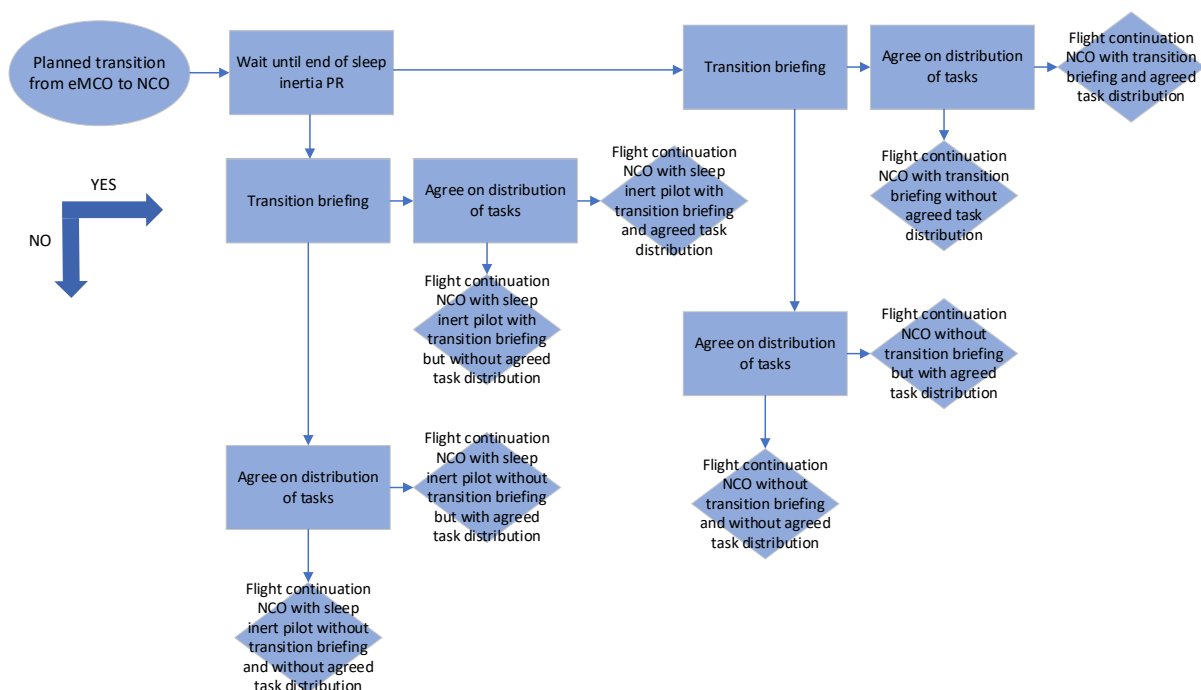 Planned transition
from eMCO to NCO
Wait until end of sleep
inertia PR
Transition briefing
Agree on distribution
of tasks
Flight continuation
NCO with transition
briefing and agreed
task distribution
YES
NO
Transition briefing
Agree on distribution
of tasks
Flight continuation
NCO with sleep
inert pilot with
transition briefing
and agreed task
distribution
Flight continuation
NCO with transition
briefing without
agreed task
distribution
Flight continuation
NCO with sleep
inert pilot with
transition briefing
but without agreed
task distribution
Agree on distribution
of tasks
Flight continuation
NCO without
transition briefing
but with agreed
task distribution
Agree on distribution
of tasks
Flight continuation
NCO with sleep
inert pilot without
transition briefing
but with agreed
task distribution
Flight continuation
NCO without
transition briefing
and without agreed
task distribution
Flight continuation
NCO with sleep
inert pilot without
transition briefing
and without agreed
task distribution